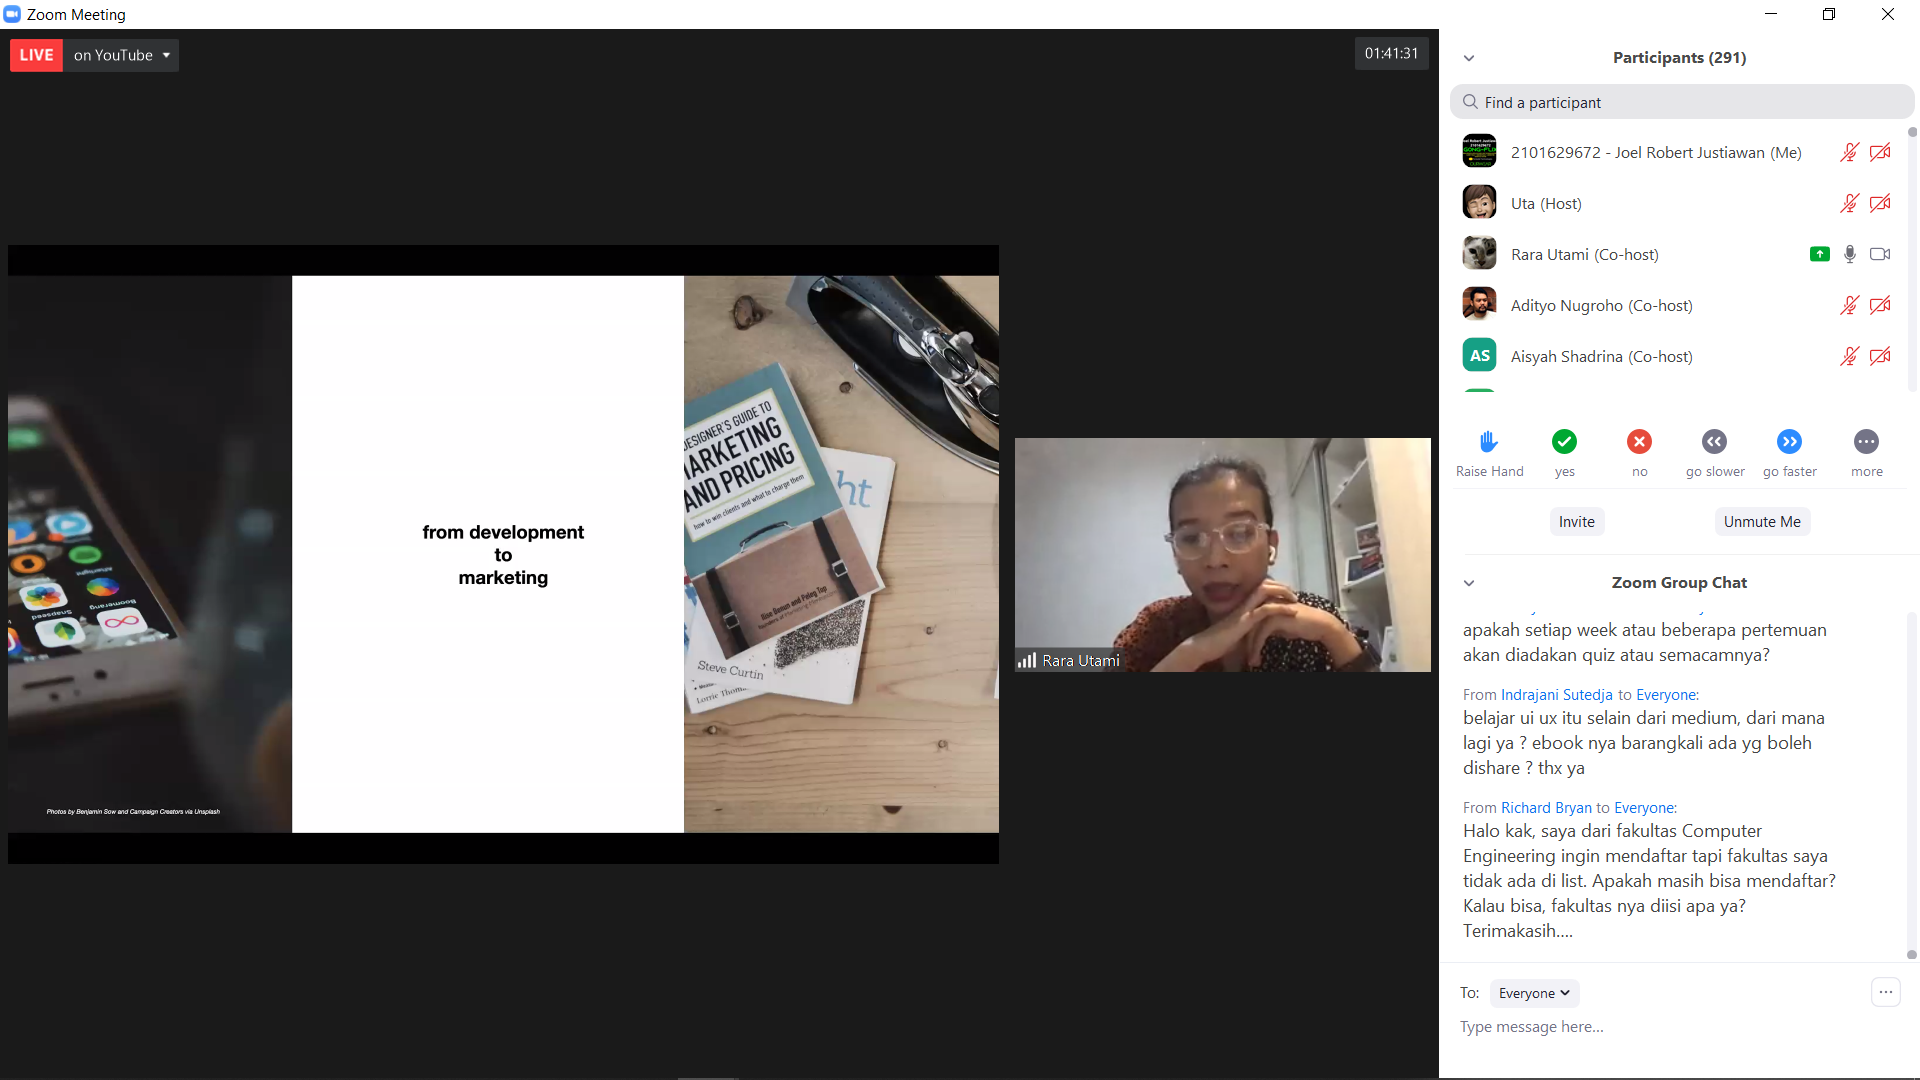 Zoom Meeting
LIVE on YouTube
01:41:31
from development
to
marketing
DESIGNER'S GUIDE TO
MARKETING
AND PRICING
how to win clients and what to charge them
Ilise Benun and Peleg Top
Steve Curtin
Lorrie Thom
ht
Afterlight
Boomerang
Snapseed
Photos by Benjamin Sow and Campaign Creators via Unsplash
Rara Utami
Participants (291)
Find a participant
2101629672 - Joel Robert Justiawan (Me)
Uta (Host)
Rara Utami (Co-host)
Adityo Nugroho (Co-host)
AS
Aisyah Shadrina (Co-host)
Raise Hand
yes
no
go slower
go faster
more
Invite
Unmute Me
Zoom Group Chat
apakah setiap week atau beberapa pertemuan
akan diadakan quiz atau semacamnya?
From Indrajani Sutedja to Everyone:
belajar ui ux itu selain dari medium, dari mana
lagi ya ? ebook nya barangkali ada yg boleh
dishare ? thx ya
From Richard Bryan to Everyone:
Halo kak, saya dari fakultas Computer
Engineering ingin mendaftar tapi fakultas saya
tidak ada di list. Apakah masih bisa mendaftar?
Kalau bisa, fakultas nya diisi apa ya?
Terimakasih....
To: Everyone
Type message here...